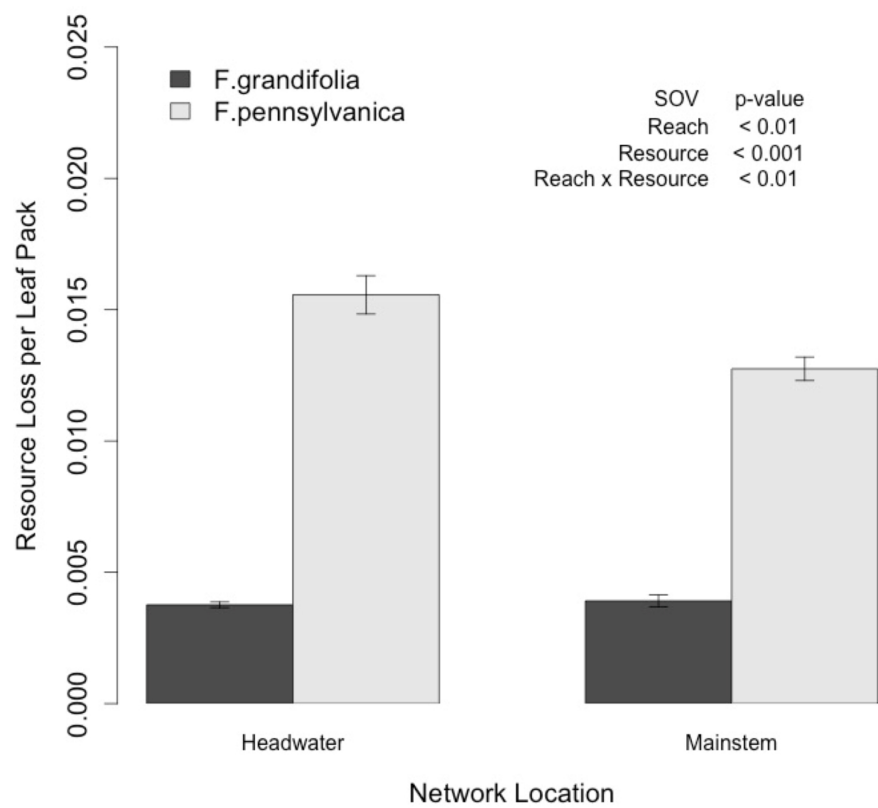 F.grandifolia
F.pennsylvanica
SOV p-value
Reach < 0.01
Resource < 0.001
Reach x Resource < 0.01
Resource Loss per Leaf Pack
0.025
0.020
0.015
0.010
0.005
0.000
Headwater Mainstem
Network Location